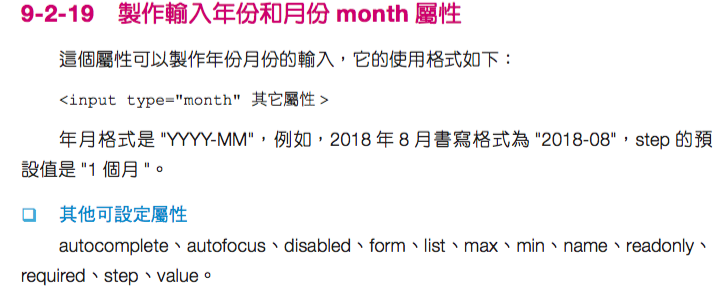 9-2-19 製作輸入年份和月份 month 屬性
這個屬性可以製作年份月份的輸入，它的使用格式如下：
<input type="month" 其它屬性 >
年月格式是 "YYYY-MM"，例如，2018 年 8 月書寫格式為 "2018-08"，step 的預
設值是 "1 個月 "。
❑ 其他可設定屬性
autocomplete、autofocus、disabled、form、list、max、min、name、readonly、
required、step、value。